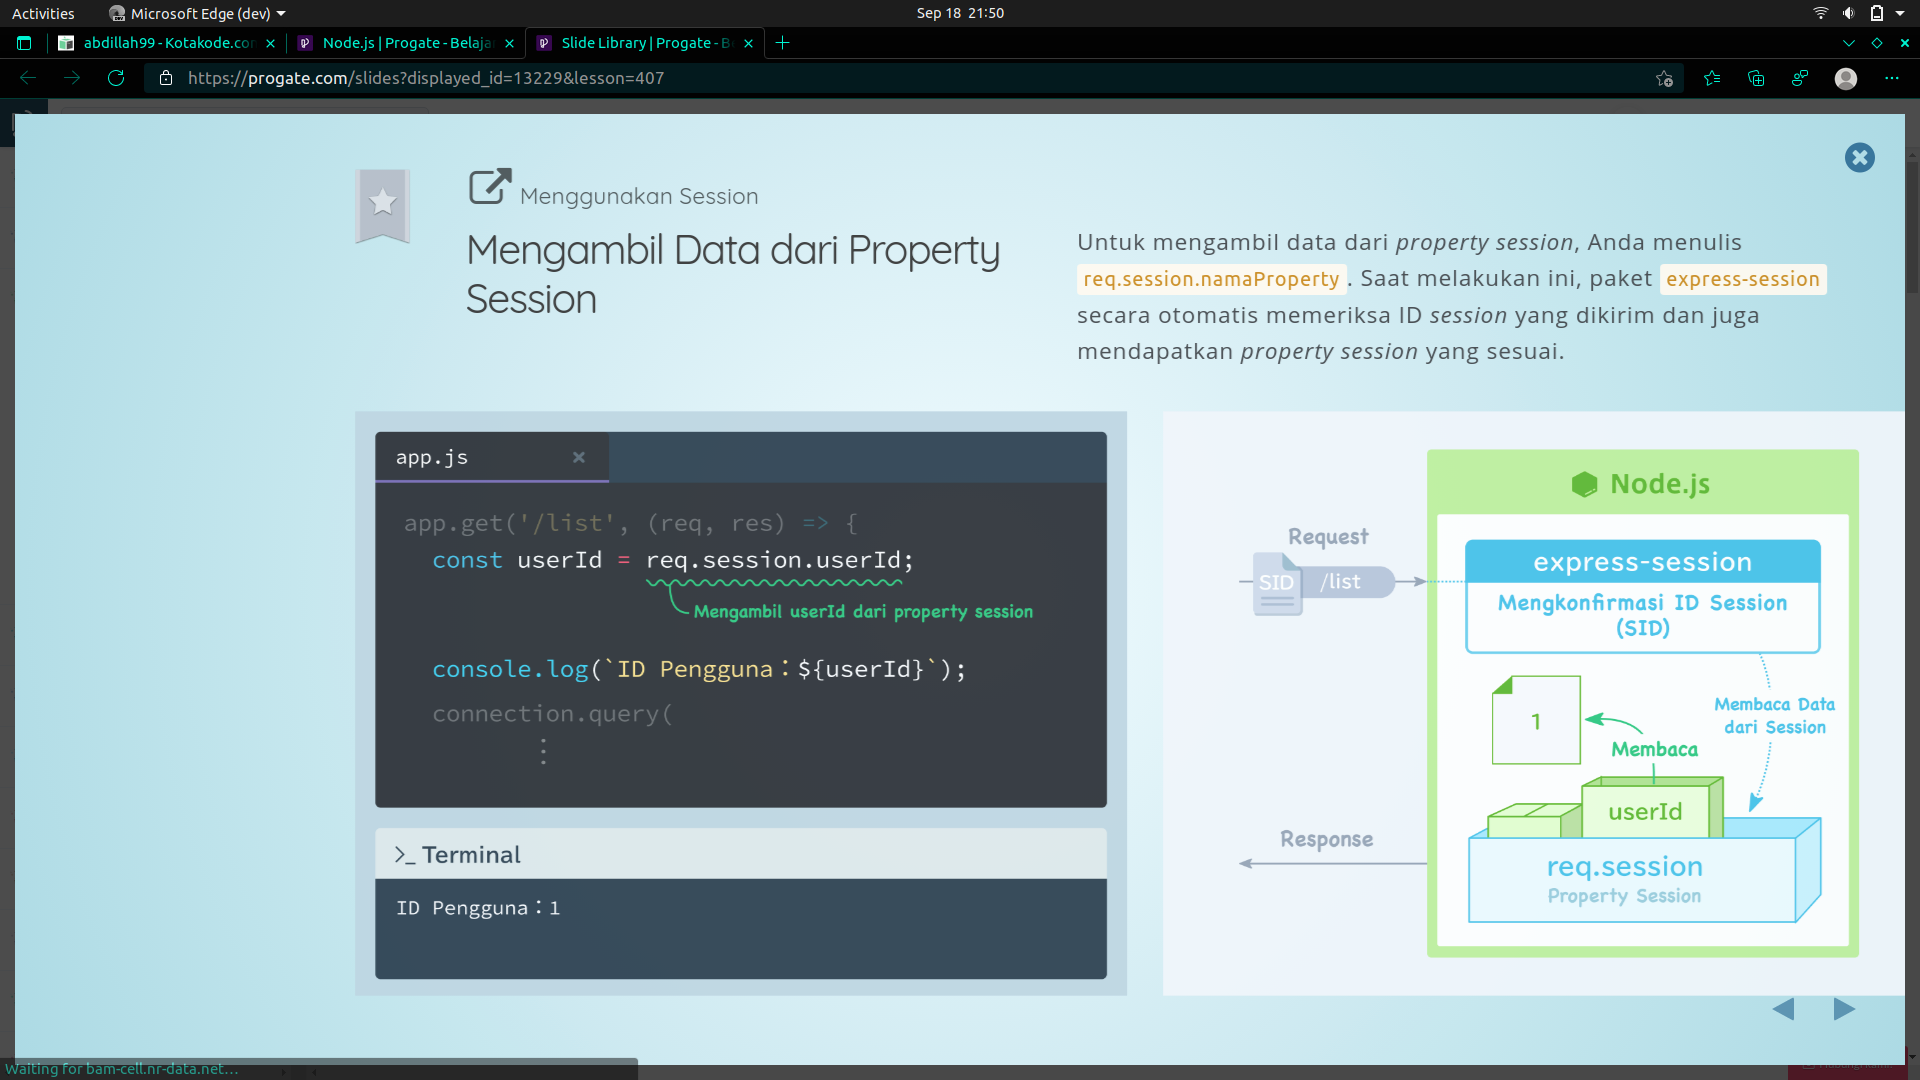 Activities
Microsoft Edge (dev)
Sep 18 21:50
abdillah99 - Kotakode.com
Node.js | Progate - Belaja
Slide Library | Progate - Be
https://progate.com/slides?displayed_id=13229&lesson=407
Menggunakan Session
Mengambil Data dari Property
Session
Untuk mengambil data dari property session, Anda menulis
req.session.namaProperty. Saat melakukan ini, paket express-session
secara otomatis memeriksa ID session yang dikirim dan juga
mendapatkan property session yang sesuai.
app.js
app.get('/list', (req, res) => {
const userId = req.session.userId;
Mengambil userId dari property session
console.log(`ID Pengguna：${userId}`);
connection.query(
>_ Terminal
ID Pengguna：1
Node.js
Request
SID
/list
express-session
Mengkonfirmasi ID Session
(SID)
Membaca Data
dari Session
1
Membaca
userId
Response
req.session
Property Session
Waiting for bam-cell.nr-data.net...